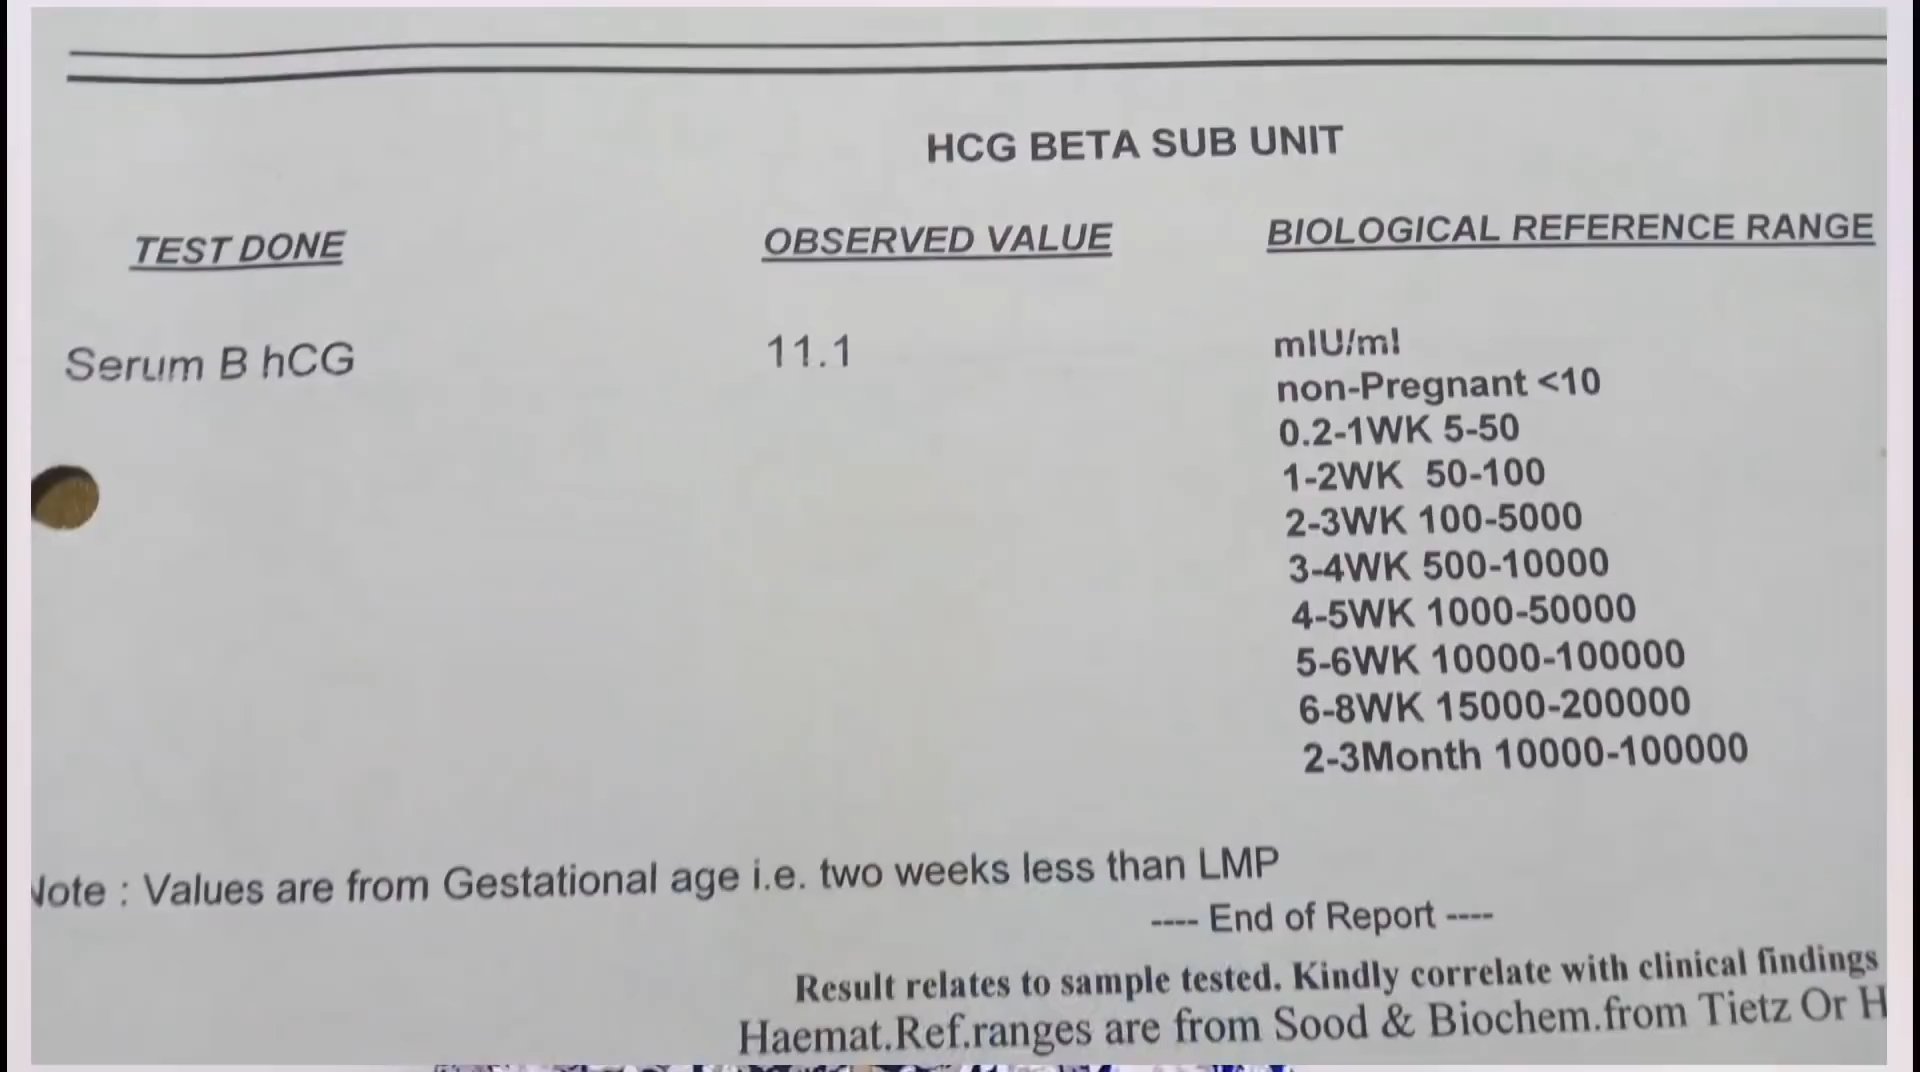 HCG BETA SUB UNIT
TEST DONE OBSERVED VALUE BIOLOGICAL REFERENCE RANGE
Serum B hCG 11.1 mIU/ml
non-Pregnant <10
0.2-1WK 5-50
1-2WK 50-100
2-3WK 100-5000
3-4WK 500-10000
4-5WK 1000-50000
5-6WK 10000-100000
6-8WK 15000-200000
2-3Month 10000-100000
Note : Values are from Gestational age i.e. two weeks less than LMP
---- End of Report ----
Result relates to sample tested. Kindly correlate with clinical findings
Haemat.Ref.ranges are from Sood & Biochem.from Tietz Or H